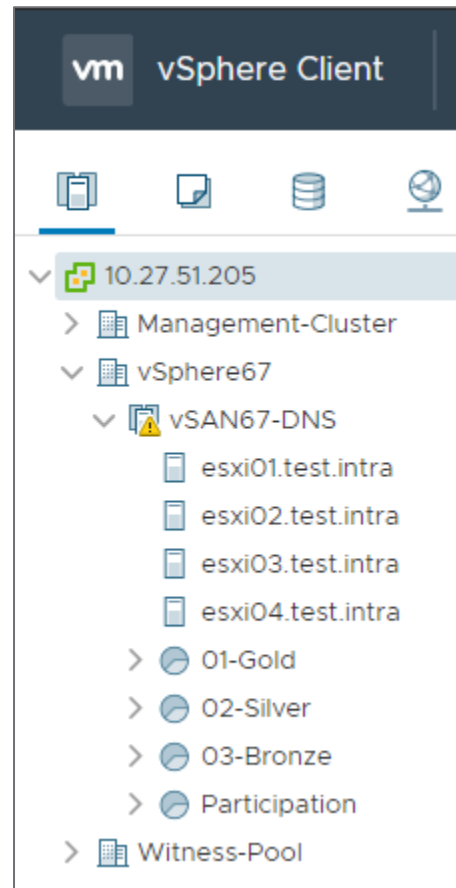 vm vSphere Client
10.27.51.205
Management-Cluster
vSphere67
vSAN67-DNS
esxi01.test.intra
esxi02.test.intra
esxi03.test.intra
esxi04.test.intra
01-Gold
02-Silver
03-Bronze
Participation
Witness-Pool